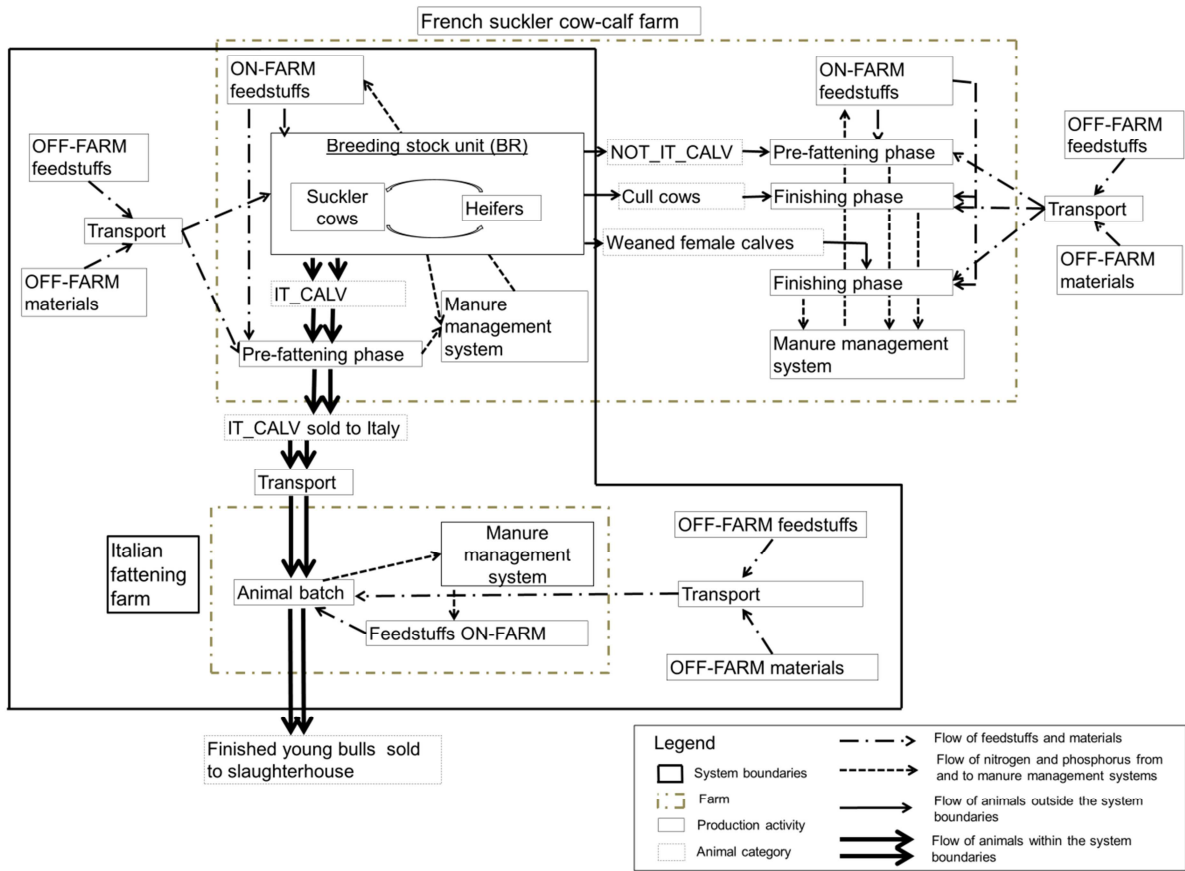 French suckler cow-calf farm
ON-FARM
feedstuffs
ON-FARM
feedstuffs
OFF-FARM
feedstuffs
Breeding stock unit (BR)
NOT_IT_CALV
Pre-fattening phase
OFF-FARM
feedstuffs
Suckler
cows
Heifers
Cull cows
Finishing phase
Transport
Transport
Weaned female calves
OFF-FARM
materials
Finishing phase
OFF-FARM
materials
IT_CALV
Manure
management
system
Pre-fattening phase
Manure management
system
IT_CALV sold to Italy
Transport
OFF-FARM feedstuffs
Italian
fattening
farm
Manure
management
system
Animal batch
Transport
Feedstuffs ON-FARM
OFF-FARM materials
Finished young bulls sold
to slaughterhouse
Legend
System boundaries
Farm
Production activity
Animal category
Flow of feedstuffs and materials
Flow of nitrogen and phosphorus from
and to manure management systems
Flow of animals outside the system
boundaries
Flow of animals within the system
boundaries